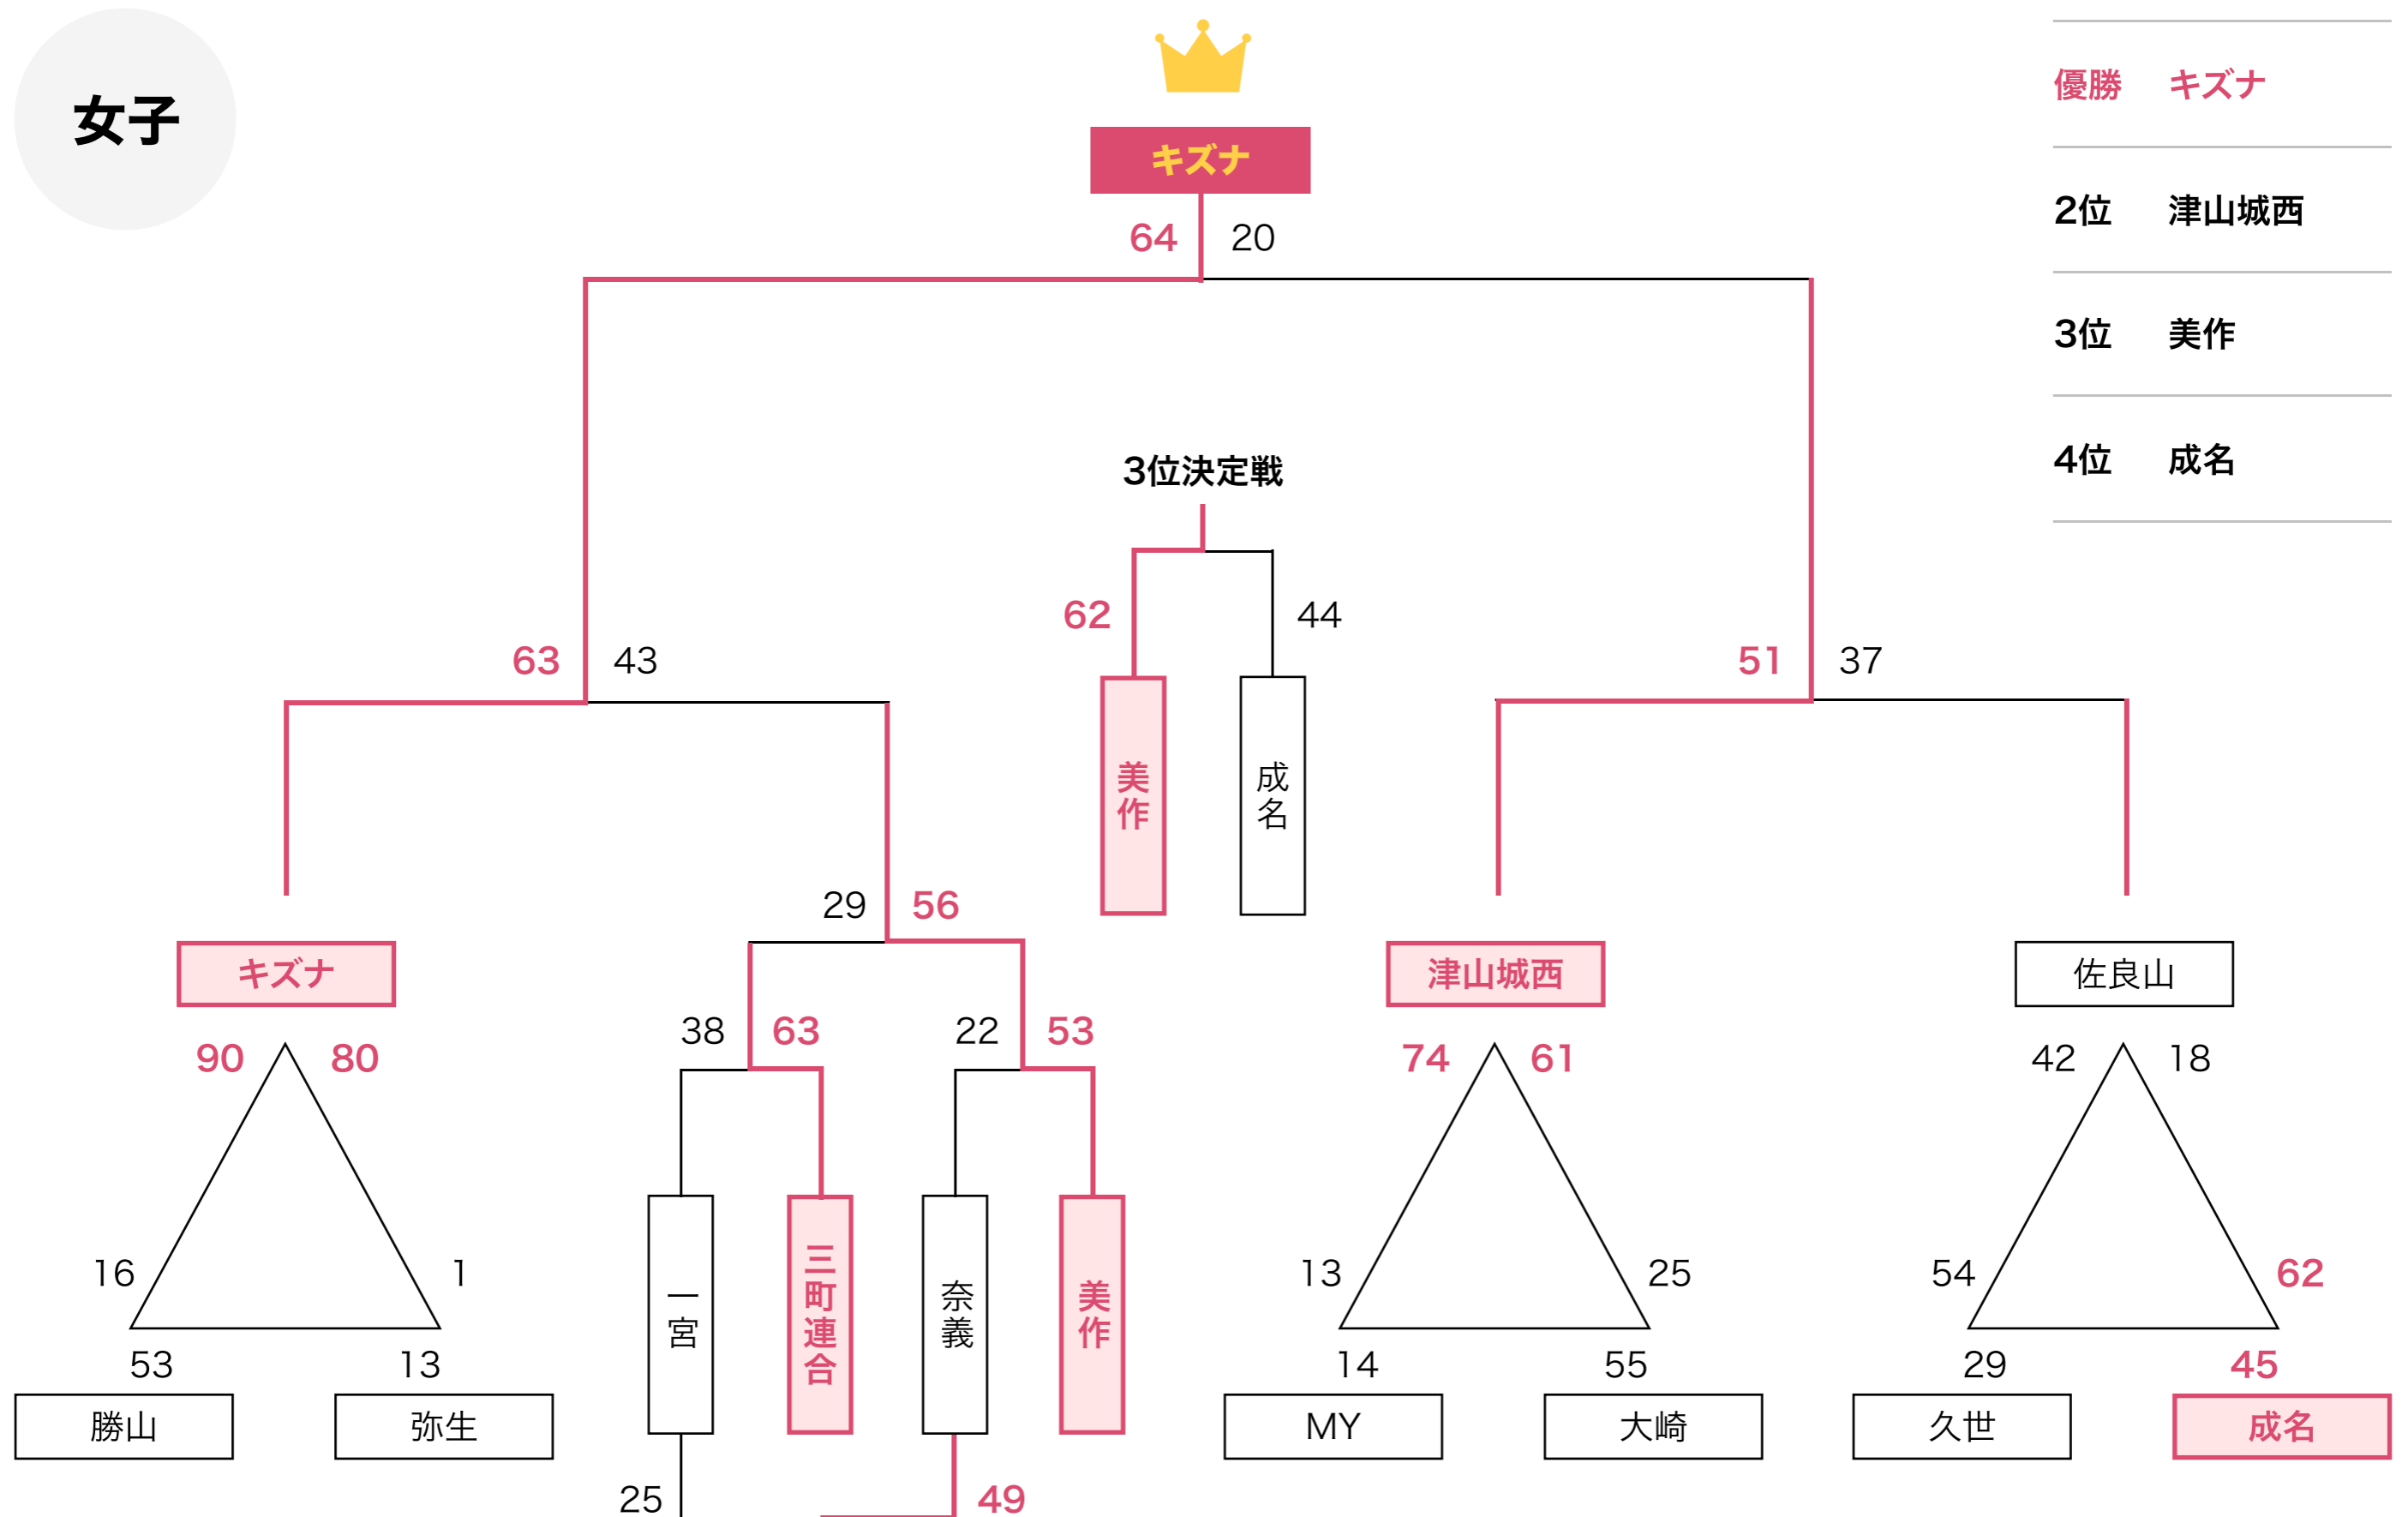 女子
キズナ
64 20
優勝 キズナ
2位 津山城西
3位 美作
4位 成名
3位決定戦
62 44
美作
成名
63 43
51 37
29 56
キズナ
津山城西
佐良山
38 63 22 53
90 80
74 61
42 18
16 1
13 25
54 62
一宮
三町連合
奈義
美作
53 13
14 55
29 45
勝山
弥生
MY
大崎
久世
成名
25 49